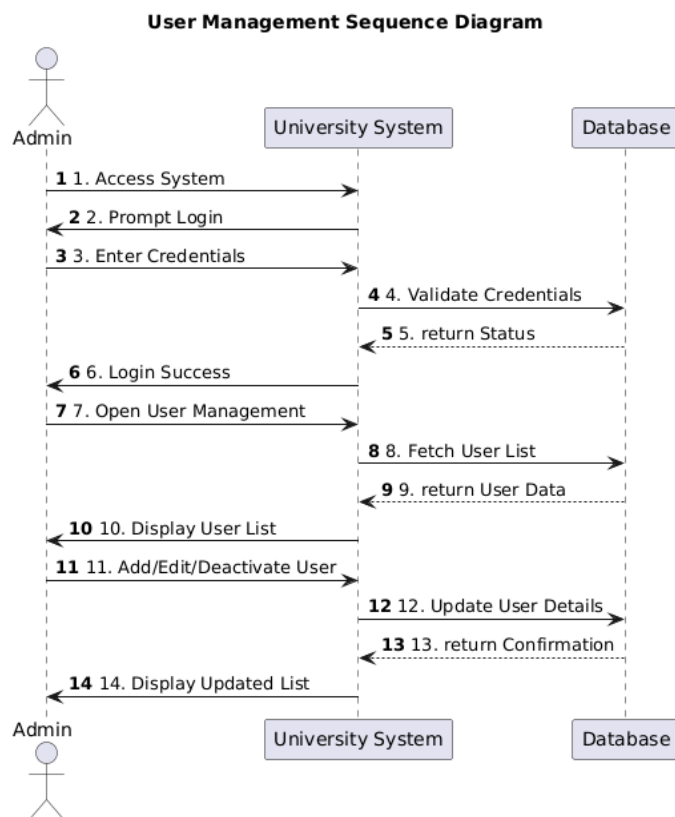 User Management Sequence Diagram
Admin
University System
Database
1 1. Access System
2 2. Prompt Login
3 3. Enter Credentials
4 4. Validate Credentials
5 5. return Status
6 6. Login Success
7 7. Open User Management
8 8. Fetch User List
9 9. return User Data
10 10. Display User List
11 11. Add/Edit/Deactivate User
12 12. Update User Details
13 13. return Confirmation
14 14. Display Updated List
Admin
University System
Database